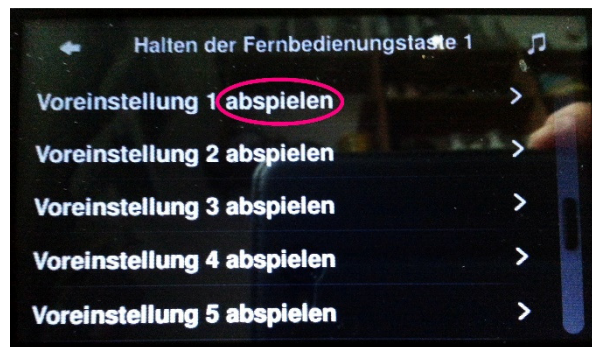 Halten der Fernbedienungstaste 1
Voreinstellung 1 abspielen
Voreinstellung 2 abspielen
Voreinstellung 3 abspielen
Voreinstellung 4 abspielen
Voreinstellung 5 abspielen